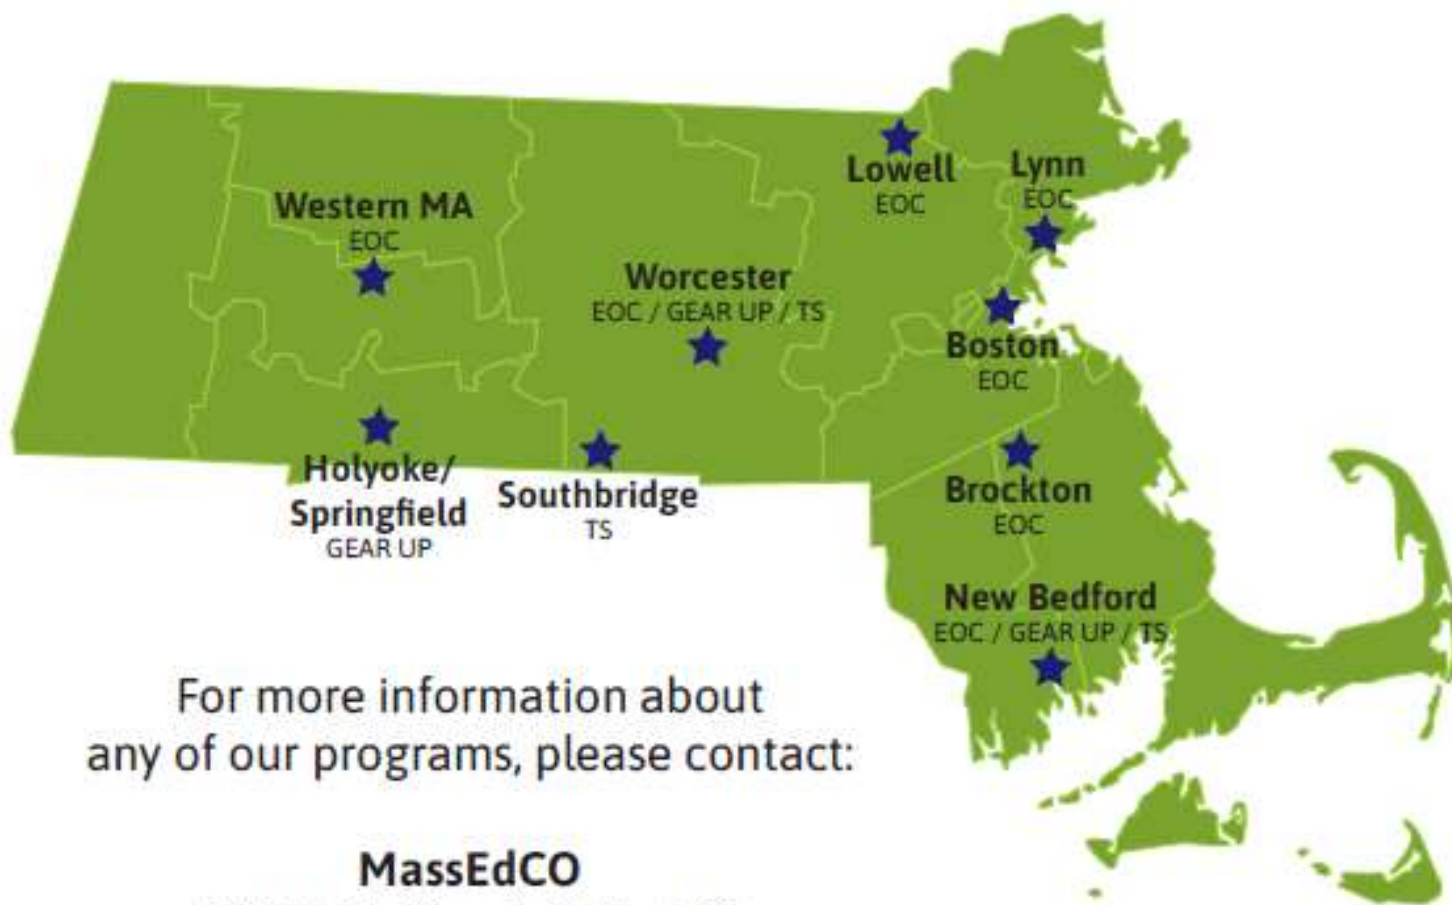 Lowell
EOC
Lynn
EOC
Western MA
EOC
Worcester
EOC / GEAR UP / TS
Boston
EOC
Holyoke/
Springfield
GEAR UP
Southbridge
TS
Brockton
EOC
New Bedford
EOC / GEAR UP / TS
For more information about
any of our programs, please contact:
MassEdCO